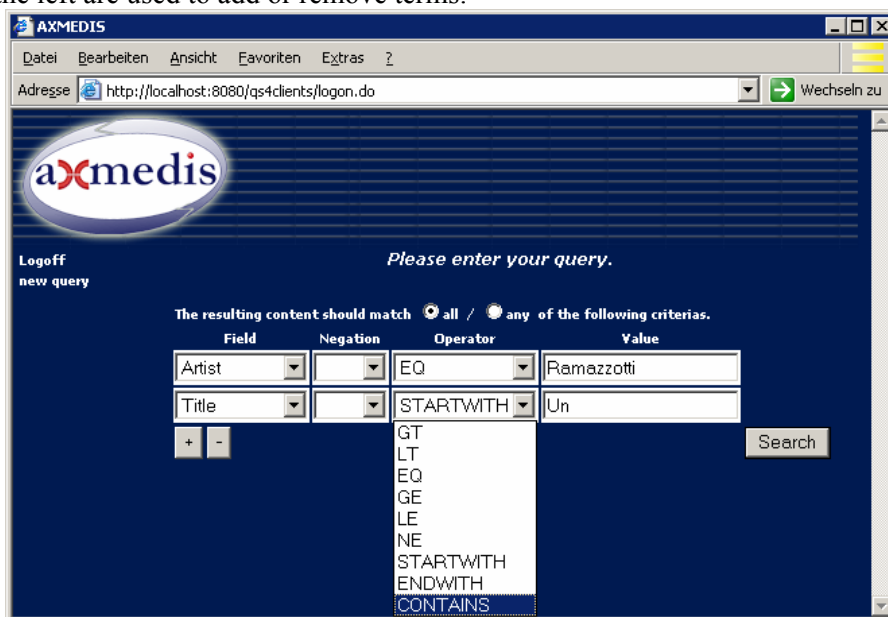 the left are used to add or remove terms.
AXMEDIS
Datei Bearbeiten Ansicht Favoriten Extras ?
Adresse http://localhost:8080/qs4clients/logon.do Wechseln zu
axmedis
Logoff
Please enter your query.
new query
The resulting content should match all / any of the following criterias.
Field Negation Operator Value
Artist EQ Ramazzotti
Title STARTWITH Un
+ - Search
GT
LT
EQ
GE
LE
NE
STARTWITH
ENDWITH
CONTAINS